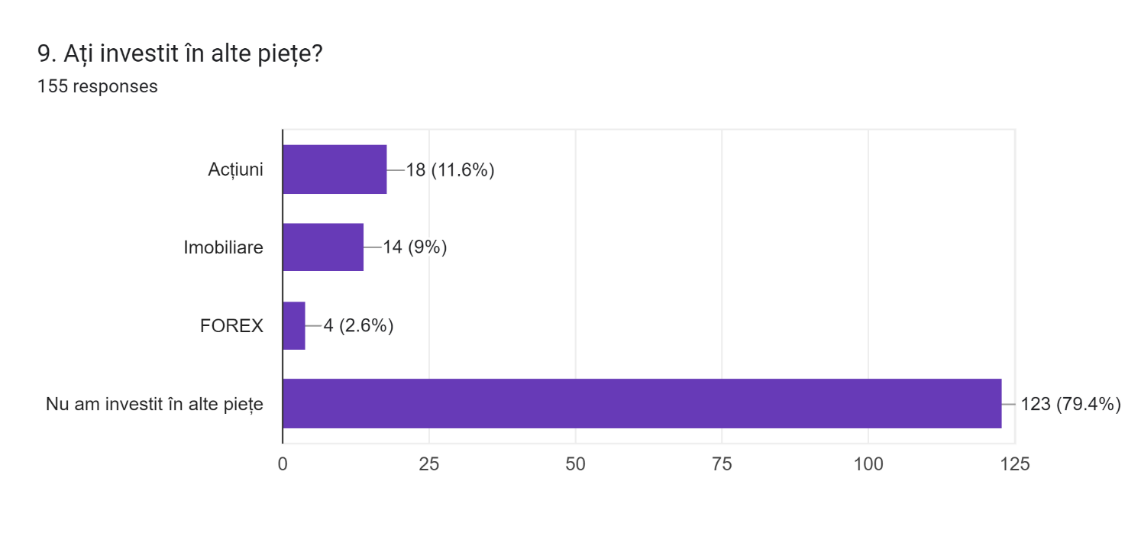 9. Ați investit în alte piețe?
155 responses
Acțiuni 18 (11.6%)
Imobiliare 14 (9%)
FOREX 4 (2.6%)
Nu am investit în alte piețe 123 (79.4%)
0 25 50 75 100 125